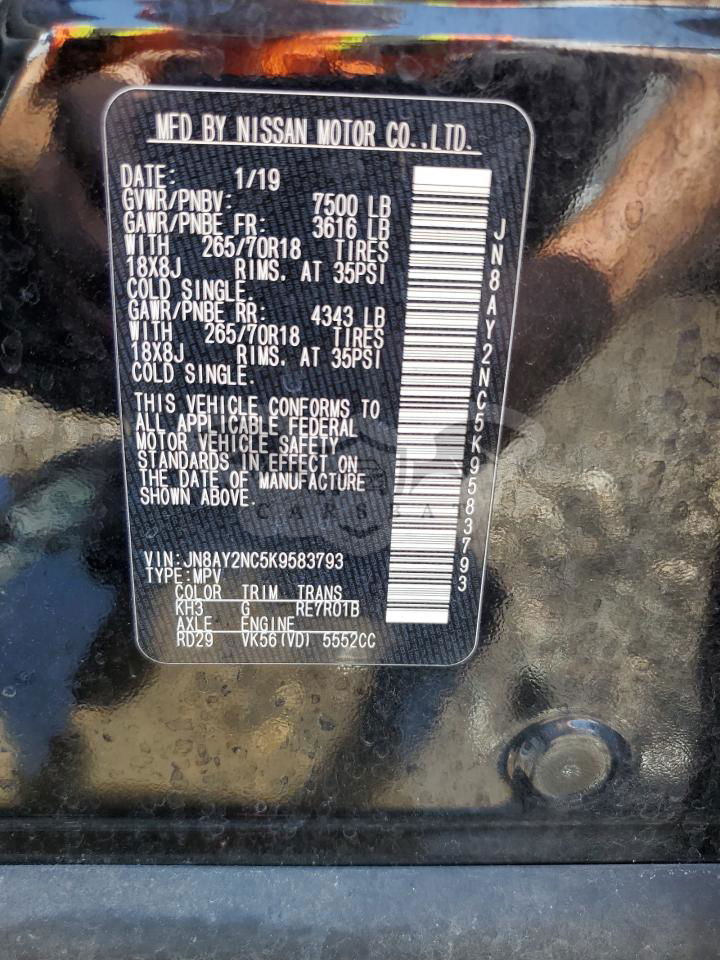 MFD BY NISSAN MOTOR CO.,LTD.
DATE: 1/19
GVWR/PNBV: 7500 LB
GAWR/PNBE FR: 3616 LB
WITH 265/70R18 TIRES
18X8J RIMS, AT 35PSI
COLD SINGLE.
GAWR/PNBE RR: 4343 LB
WITH 265/70R18 TIRES
18X8J RIMS, AT 35PSI
COLD SINGLE.
THIS VEHICLE CONFORMS TO
ALL APPLICABLE FEDERAL
MOTOR VEHICLE SAFETY
STANDARDS IN EFFECT ON
THE DATE OF MANUFACTURE
SHOWN ABOVE.
VIN:JN8AY2NC5K9583793
TYPE:MPV
COLOR TRIM TRANS
KH3 G RE7R01B
AXLE ENGINE
RD29 VK56(VD) 5552CC
JN8AY2NC5K9583793